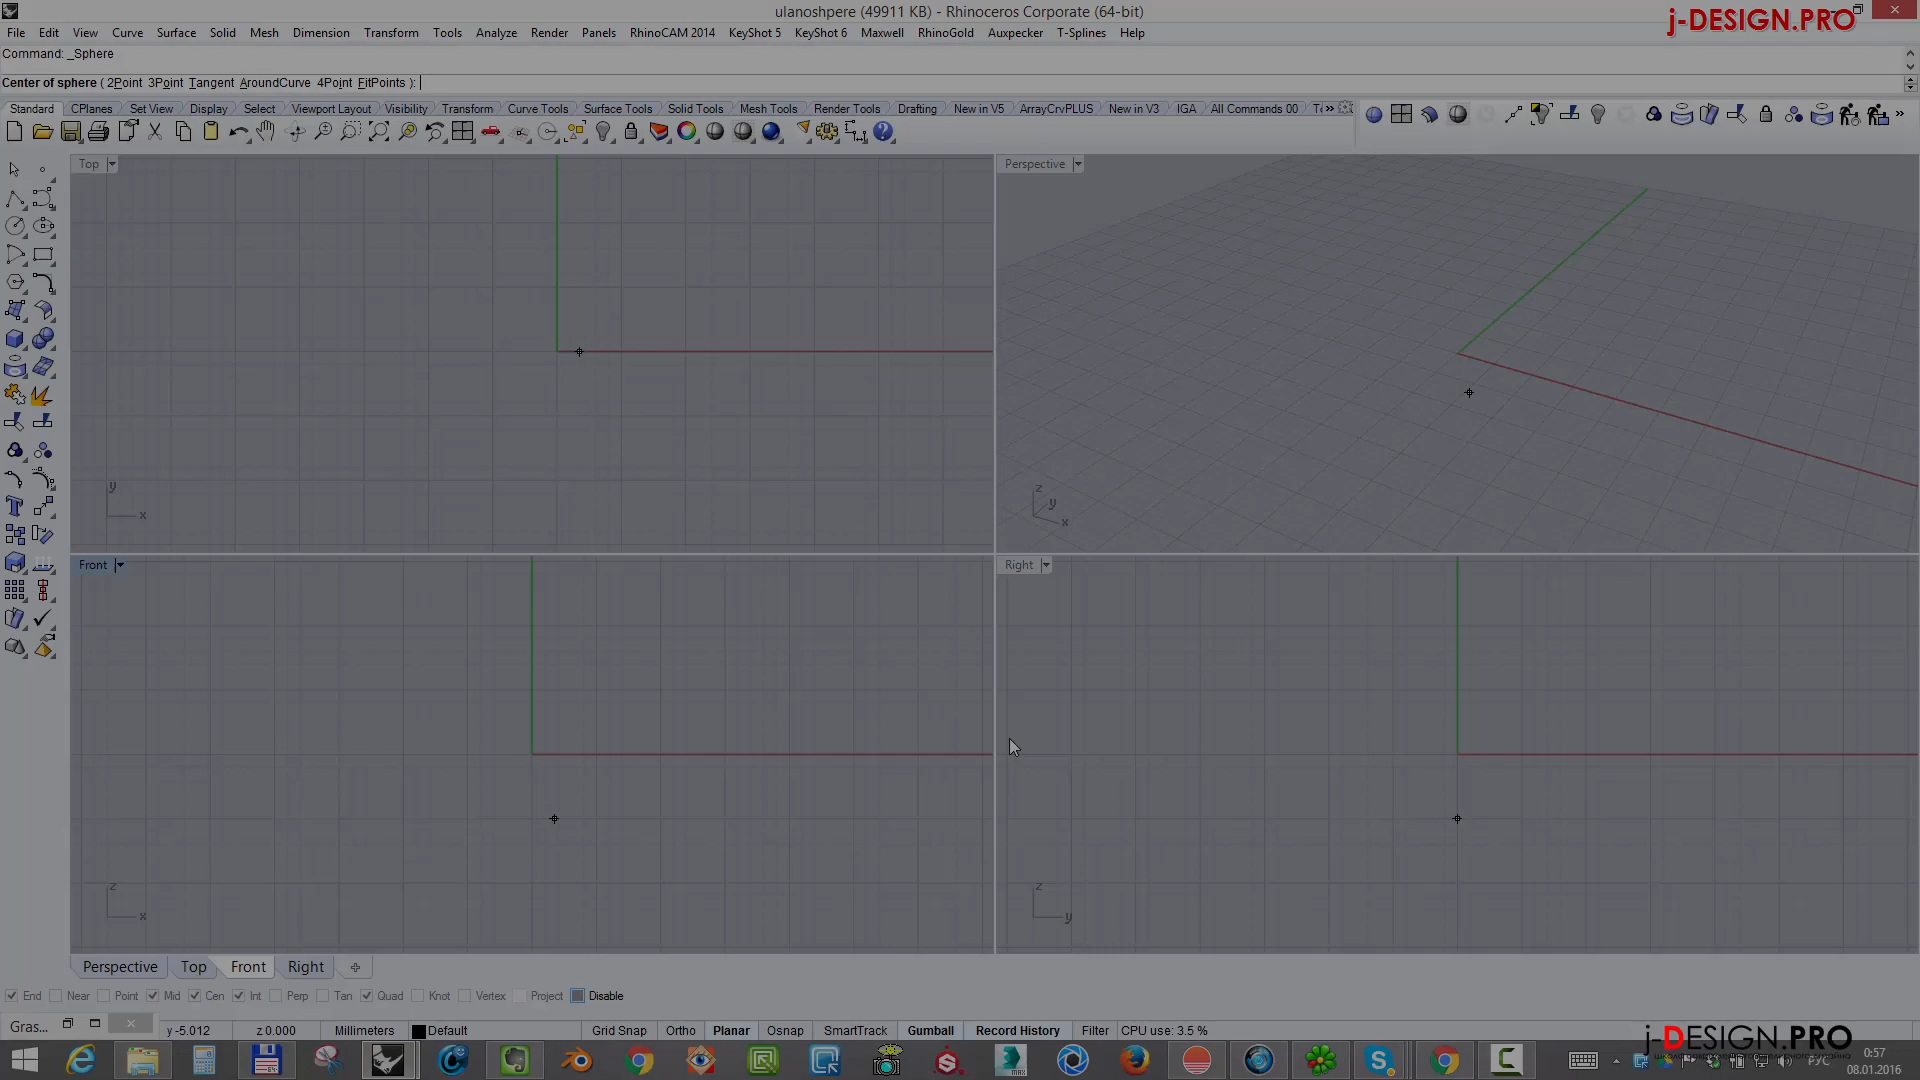 ulanoshpere (49911 KB) - Rhinoceros Corporate (64-bit)
j-DESIGN.PRO
File Edit View Curve Surface Solid Mesh Dimension Transform Tools Analyze Render Panels RhinoCAM 2014 KeyShot 5 KeyShot 6 Maxwell RhinoGold Auxpecker T-Splines Help
Command: _Sphere
Center of sphere ( 2Point 3Point Tangent AroundCurve 4Point FitPoints ):
Standard CPlanes Set View Display Select Viewport Layout Visibility Transform Curve Tools Surface Tools Solid Tools Mesh Tools Render Tools Drafting New in V5 ArrayCrvPLUS New in V3 IGA All Commands 00
Top
Perspective
y
x
z
y
x
Front
Right
z
x
z
y
Perspective Top Front Right
End Near Point Mid Cen Int Perp Tan Quad Knot Vertex Project Disable
Gras... y -5.012 z 0.000 Millimeters Default Grid Snap Ortho Planar Osnap SmartTrack Gumball Record History Filter CPU use: 3.5 %
j-DESIGN.PRO
РУС
0:57
08.01.2016